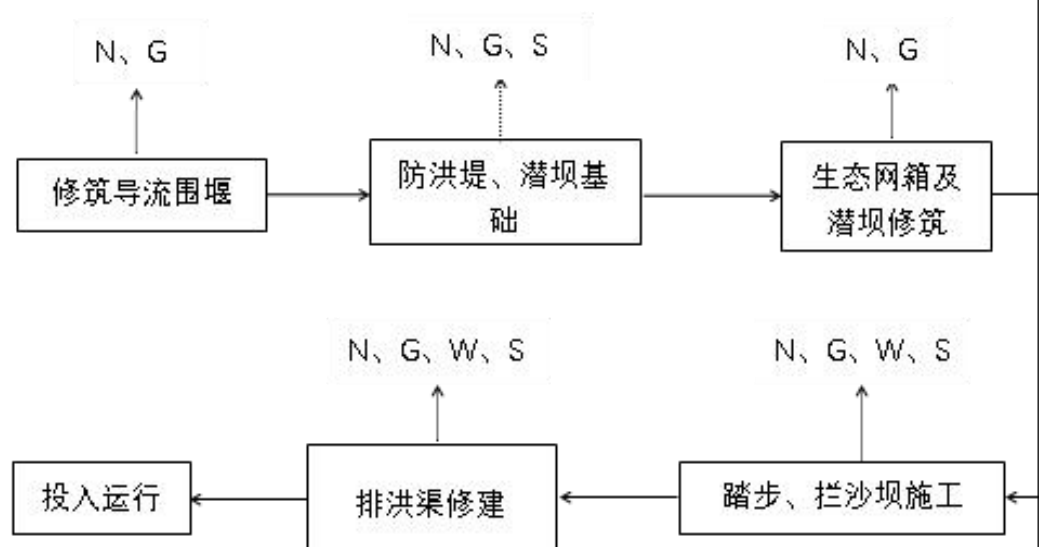 N、G
N、G、S
N、G
修筑导流围堰
防洪堤、潜坝基
础
生态网箱及
潜坝修筑
N、G、W、S
N、G、W、S
投入运行
排洪渠修建
踏步、拦沙坝施工